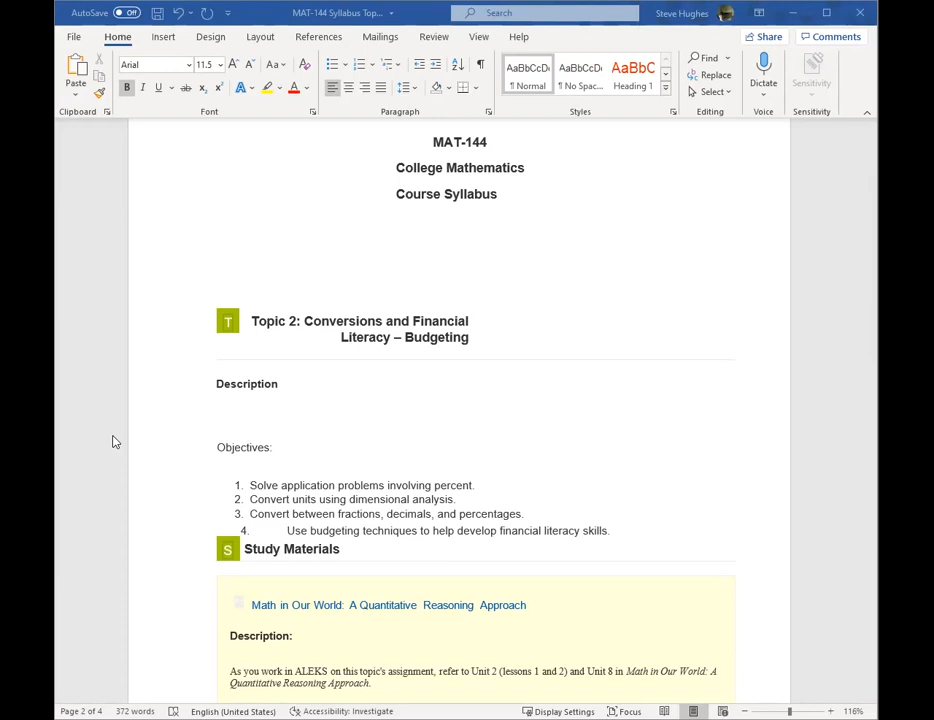 AutoSave Off MAT-144 Syllabus Top... Search Steve Hughes
File Home Insert Design Layout References Mailings Review View Help Share Comments
Paste Arial 11.5 A A Aa A AaBbCcDc AaBbCcDc AaBbC Find
B I U ab x₂ x² A A ¶ Normal ¶ No Spac... Heading 1 Replace
Select Dictate Sensitivity
Clipboard Font Paragraph Styles Editing Voice Sensitivity
MAT-144
College Mathematics
Course Syllabus
T Topic 2: Conversions and Financial
Literacy – Budgeting
Description
Objectives:
1. Solve application problems involving percent.
2. Convert units using dimensional analysis.
3. Convert between fractions, decimals, and percentages.
4. Use budgeting techniques to help develop financial literacy skills.
S Study Materials
Math in Our World: A Quantitative Reasoning Approach
Description:
As you work in ALEKS on this topic's assignment, refer to Unit 2 (lessons 1 and 2) and Unit 8 in Math in Our World: A
Quantitative Reasoning Approach.
Page 2 of 4 372 words English (United States) Accessibility: Investigate Display Settings Focus 116%